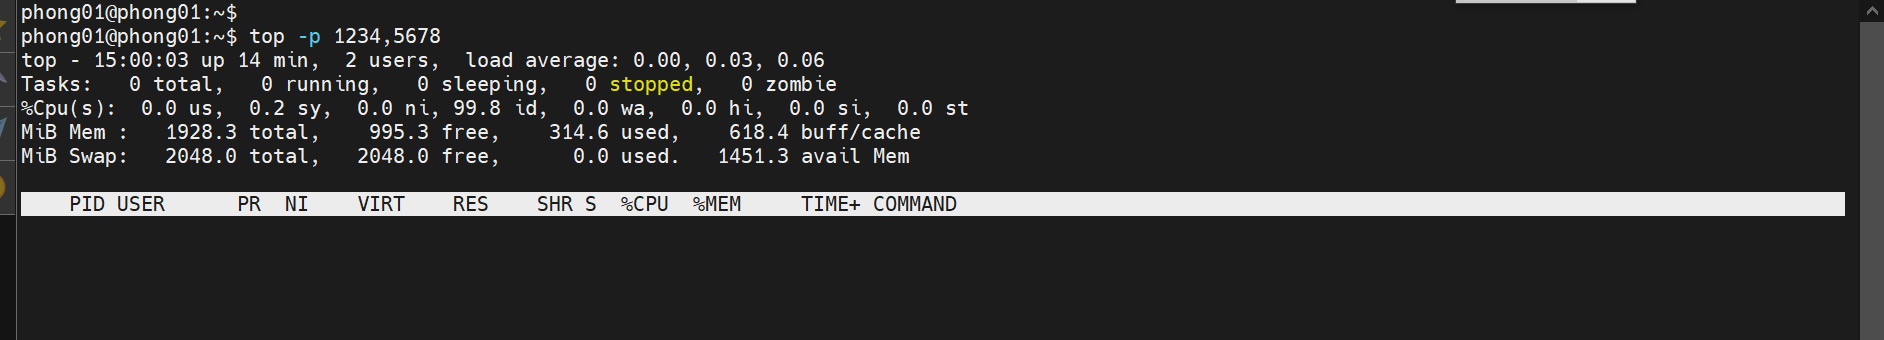 phong01@phong01:~$
phong01@phong01:~$ top -p 1234,5678
top - 15:00:03 up 14 min,  2 users,  load average: 0.00, 0.03, 0.06
Tasks:   0 total,   0 running,   0 sleeping,   0 stopped,   0 zombie
%Cpu(s):  0.0 us,  0.2 sy,  0.0 ni, 99.8 id,  0.0 wa,  0.0 hi,  0.0 si,  0.0 st
MiB Mem :   1928.3 total,    995.3 free,    314.6 used,    618.4 buff/cache
MiB Swap:   2048.0 total,   2048.0 free,      0.0 used.   1451.3 avail Mem
    PID USER      PR  NI    VIRT    RES    SHR S  %CPU  %MEM     TIME+ COMMAND